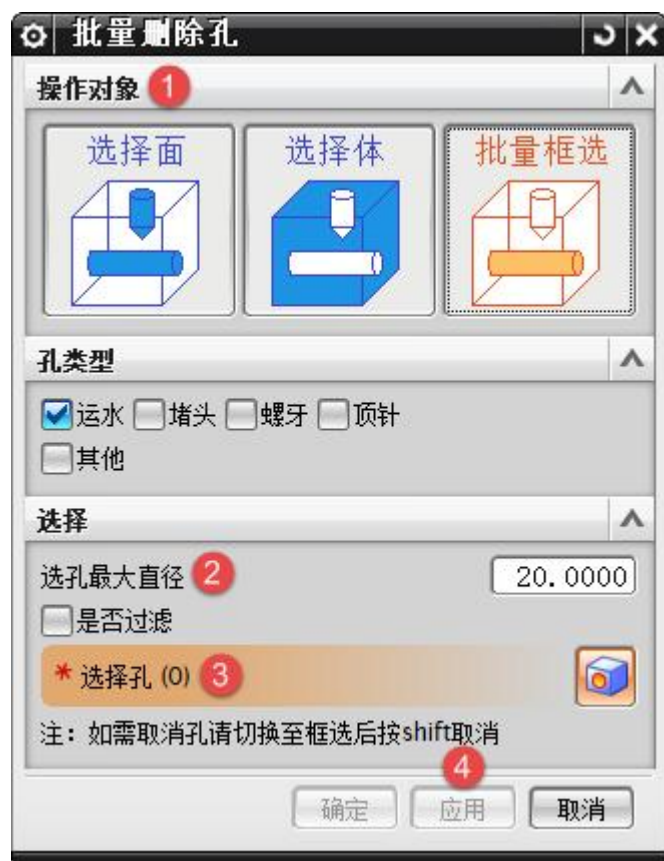 批量删除孔
操作对象 1
选择面 选择体 批量框选
孔类型
运水 堵头 螺牙 顶针
其他
选择
选孔最大直径 2 20.0000
是否过滤
* 选择孔 (0) 3
注：如需取消孔请切换至框选后按shift取消
4
确定 应用 取消